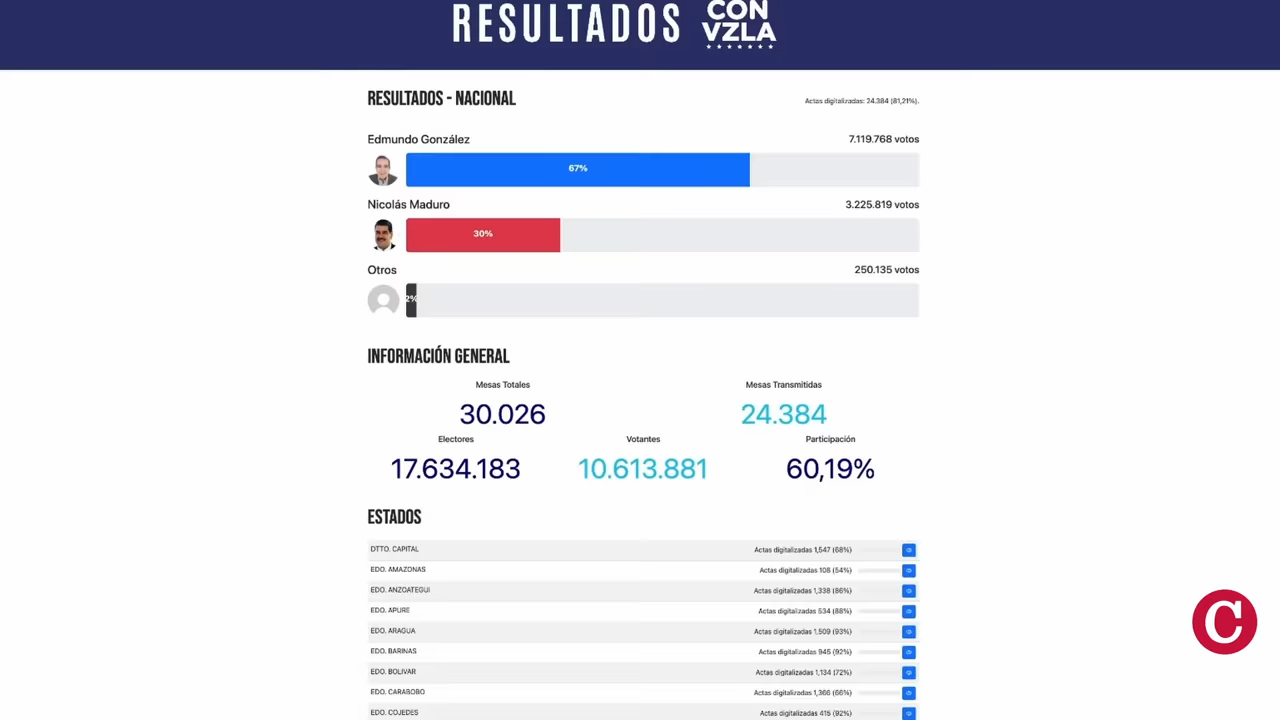 RESULTADOS
CON
VZLA
RESULTADOS - NACIONAL
Actas digitalizadas: 24.384 (81,21%).
Edmundo González
7.119.768 votos
67%
Nicolás Maduro
3.225.819 votos
30%
Otros
250.135 votos
2%
INFORMACIÓN GENERAL
Mesas Totales
Mesas Transmitidas
30.026
24.384
Electores
Votantes
Participación
17.634.183
10.613.881
60,19%
ESTADOS
DTTO. CAPITAL
Actas digitalizadas 1,547 (68%)
EDO. AMAZONAS
Actas digitalizadas 108 (54%)
EDO. ANZOATEGUI
Actas digitalizadas 1,338 (86%)
EDO. APURE
Actas digitalizadas 534 (88%)
EDO. ARAGUA
Actas digitalizadas 1,509 (93%)
EDO. BARINAS
Actas digitalizadas 945 (92%)
EDO. BOLIVAR
Actas digitalizadas 1,134 (72%)
EDO. CARABOBO
Actas digitalizadas 1,366 (66%)
EDO. COJEDES
Actas digitalizadas 415 (92%)
C